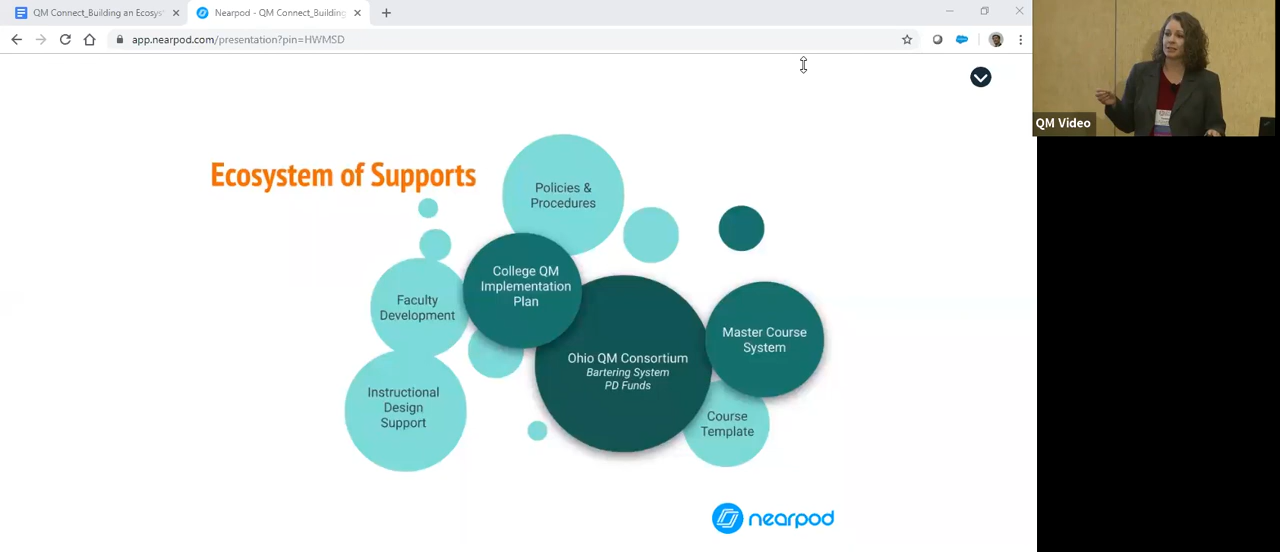 QM Connect_Building an Ecosys
Nearpod - QM Connect_Building
app.nearpod.com/presentation?pin=HWMSD
QM Video
Ecosystem of Supports
Policies &
Procedures
College QM
Implementation
Plan
Faculty
Development
Ohio QM Consortium
Bartering System
PD Funds
Master Course
System
Instructional
Design
Support
Course
Template
nearpod